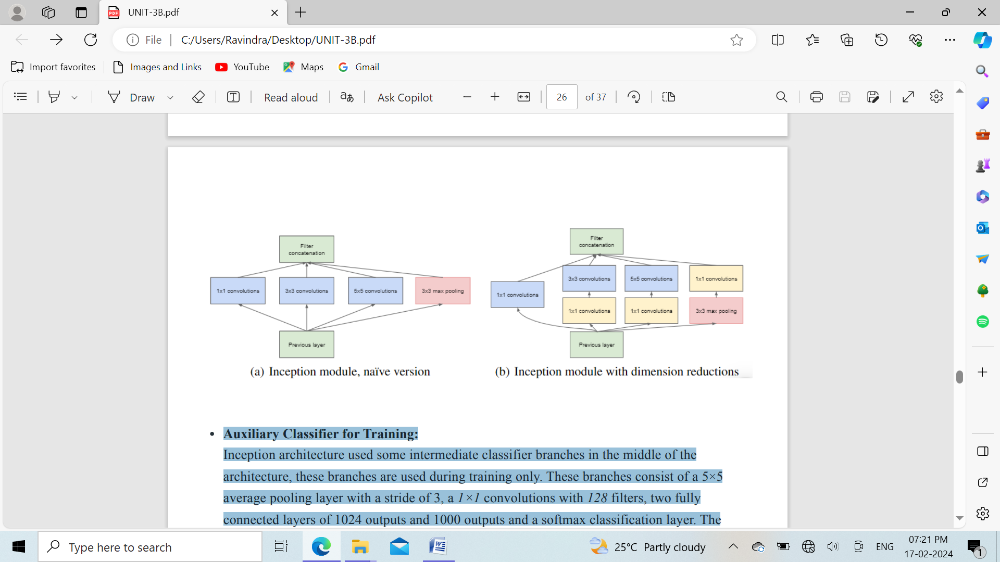 UNIT-3B.pdf
File
C:/Users/Ravindra/Desktop/UNIT-3B.pdf
Import favorites
Images and Links
YouTube
Maps
Gmail
Draw
Read aloud
aあ
Ask Copilot
26 of 37
Filter
concatenation
1x1 convolutions
3x3 convolutions
5x5 convolutions
3x3 max pooling
Previous layer
(a) Inception module, naïve version
Filter
concatenation
3x3 convolutions
5x5 convolutions
1x1 convolutions
1x1 convolutions
1x1 convolutions
1x1 convolutions
3x3 max pooling
Previous layer
(b) Inception module with dimension reductions
• Auxiliary Classifier for Training:
Inception architecture used some intermediate classifier branches in the middle of the
architecture, these branches are used during training only. These branches consist of a 5×5
average pooling layer with a stride of 3, a 1×1 convolutions with 128 filters, two fully
connected layers of 1024 outputs and 1000 outputs and a softmax classification layer. The
Type here to search
25°C Partly cloudy
ENG
07:21 PM
17-02-2024
1